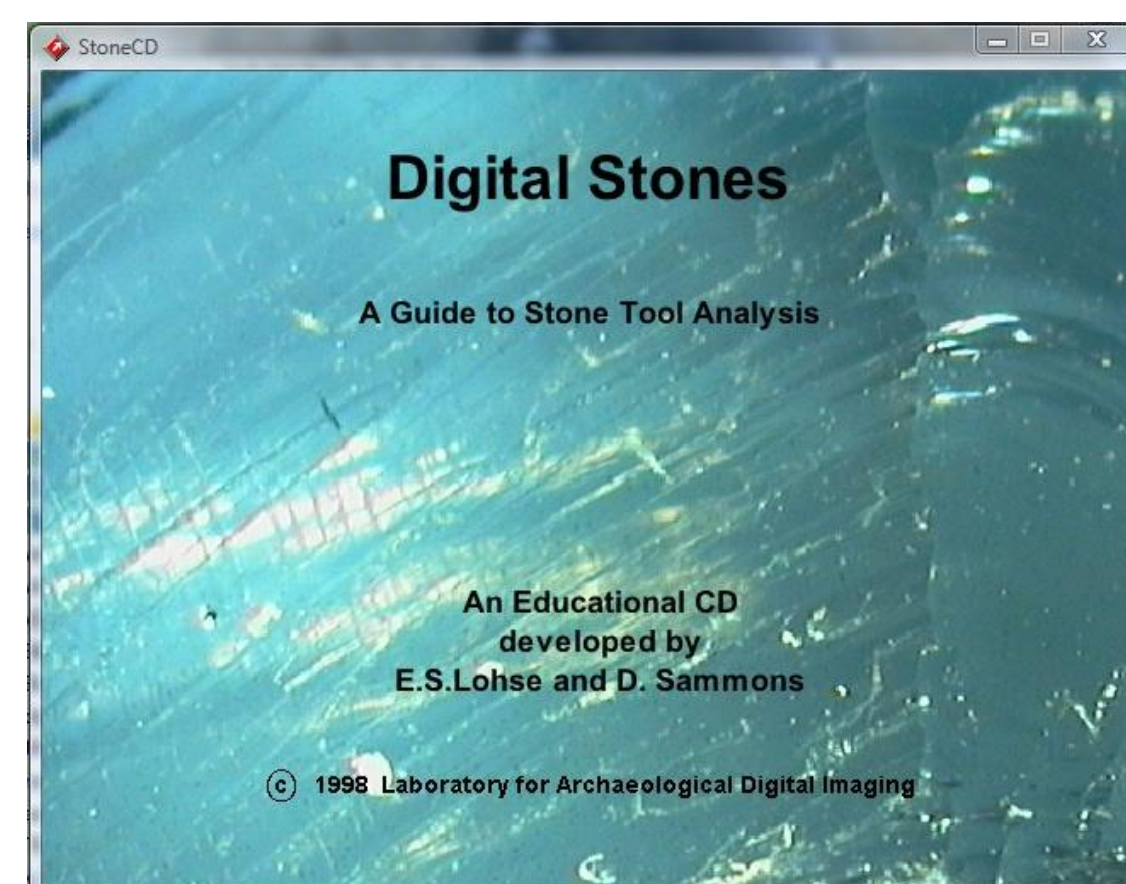 StoneCD
Digital Stones
A Guide to Stone Tool Analysis
An Educational CD
developed by
E.S.Lohse and D. Sammons
© 1998 Laboratory for Archaeological Digital Imaging